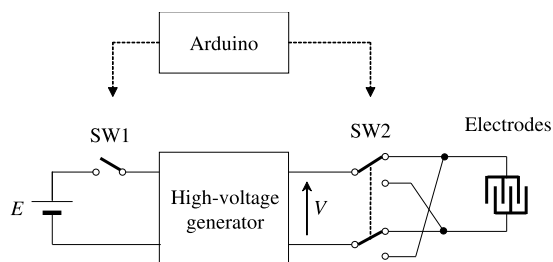 Arduino
SW1
SW2
Electrodes
E
High-voltage
generator
V